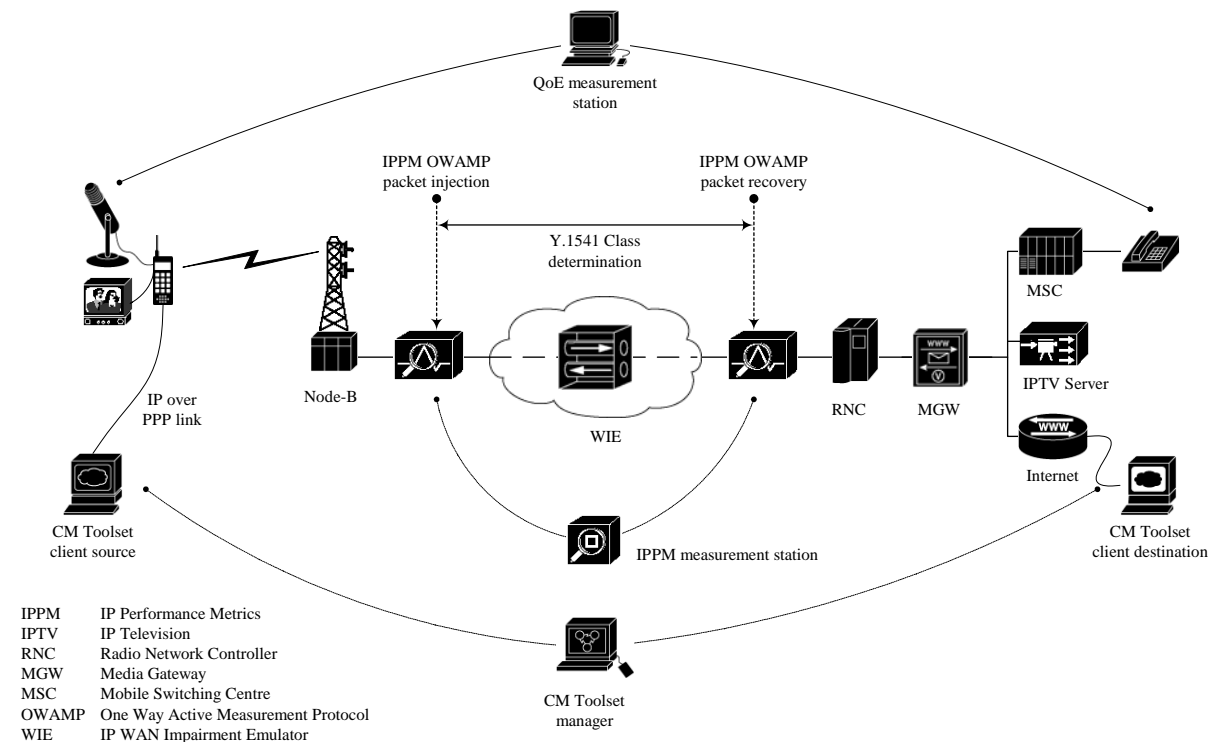 QoE measurement
station
IPPM OWAMP
packet injection
IPPM OWAMP
packet recovery
Y.1541 Class
determination
MSC
WWW
V
IPTV Server
Node-B
WIE
RNC
MGW
IP over
PPP link
WWW
Internet
CM Toolset
client source
IPPM measurement station
CM Toolset
client destination
CM Toolset
manager
IPPM IP Performance Metrics
IPTV IP Television
RNC Radio Network Controller
MGW Media Gateway
MSC Mobile Switching Centre
OWAMP One Way Active Measurement Protocol
WIE IP WAN Impairment Emulator